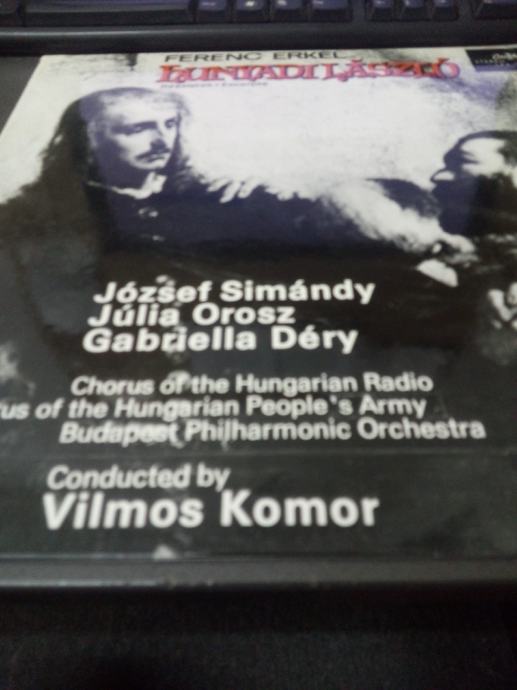 FERENC ERKEL
HUNYADI LÁSZLÓ
József Simándy
Júlia Orosz
Gabriella Déry
Chorus of the Hungarian Radio
of the Hungarian People's Army
Budapest Philharmonic Orchestra
Conducted by
Vilmos Komor